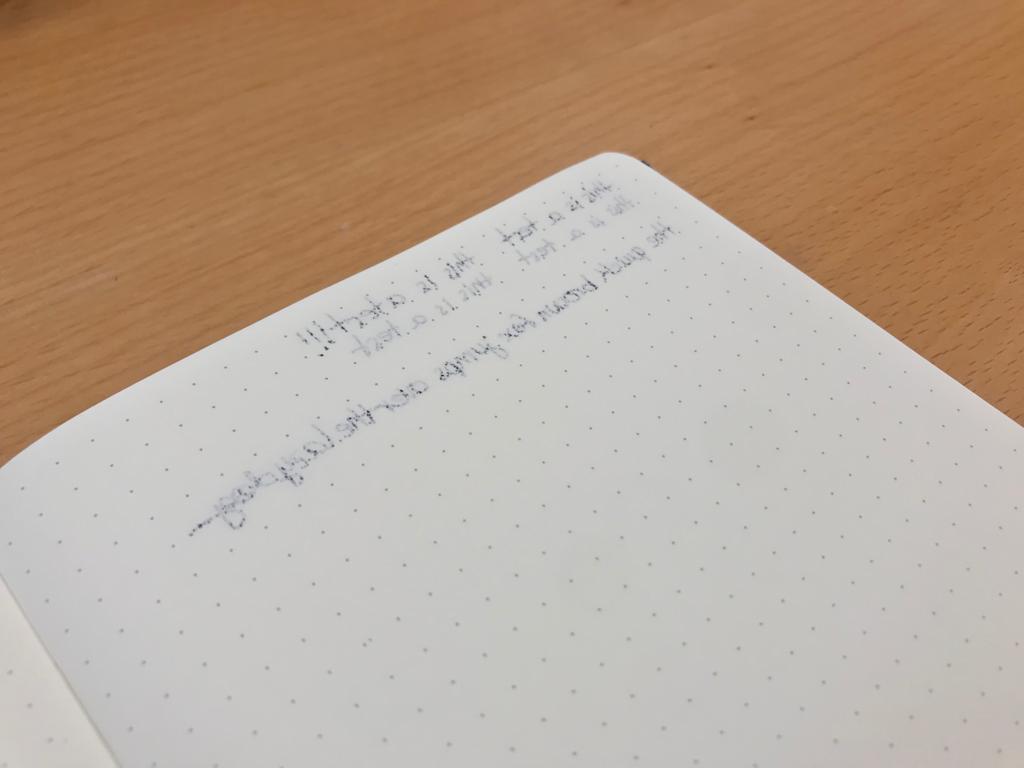 this is a test this is a test!!!
this is a test this is a test
the quick brown fox jumps over the lazy dog